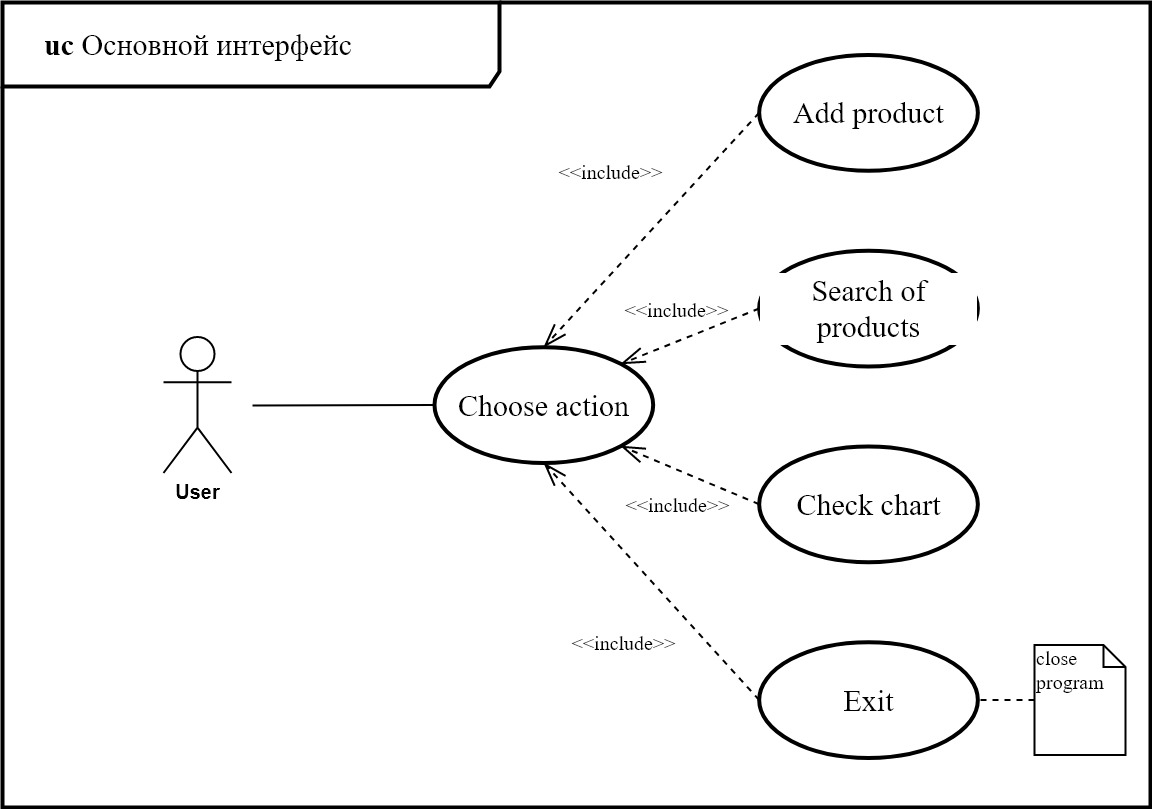 uc Основной интерфейс
Add product
<<include>>
Search of
products
<<include>>
Choose action
User
Check chart
<<include>>
<<include>>
Exit
close
program